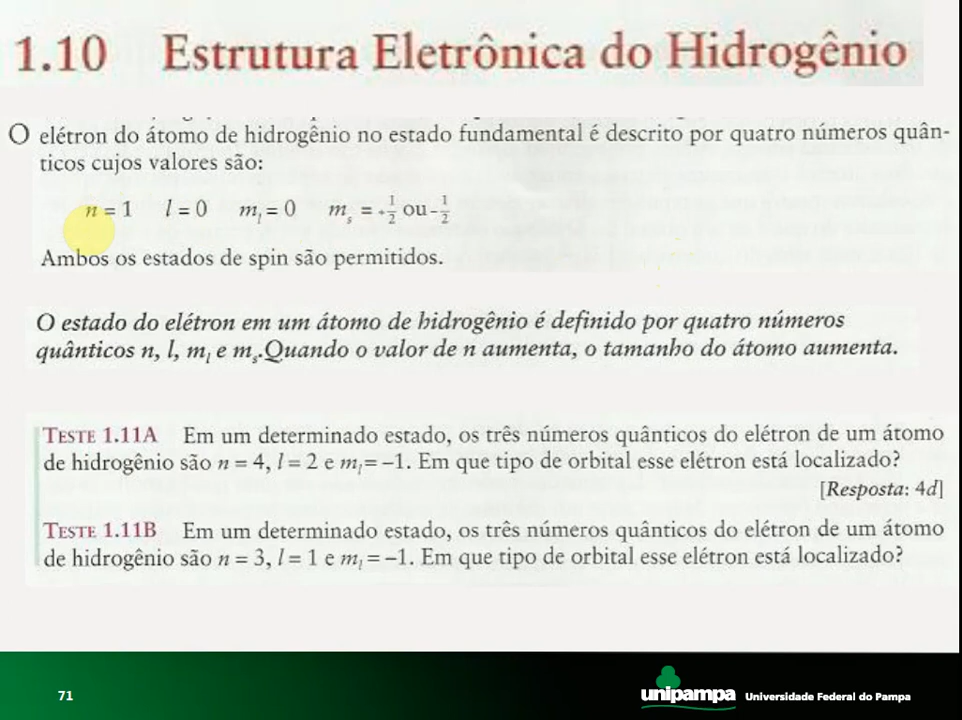 1.10 Estrutura Eletrônica do Hidrogênio
O elétron do átomo de hidrogênio no estado fundamental é descrito por quatro números quân-
ticos cujos valores são:
n = 1 l = 0 mₗ = 0 mₛ = +½ ou -½
Ambos os estados de spin são permitidos.
O estado do elétron em um átomo de hidrogênio é definido por quatro números
quânticos n, l, mₗ e mₛ.Quando o valor de n aumenta, o tamanho do átomo aumenta.
TESTE 1.11A Em um determinado estado, os três números quânticos do elétron de um átomo
de hidrogênio são n = 4, l = 2 e mₗ = –1. Em que tipo de orbital esse elétron está localizado?
[Resposta: 4d]
TESTE 1.11B Em um determinado estado, os três números quânticos do elétron de um átomo
de hidrogênio são n = 3, l = 1 e mₗ = –1. Em que tipo de orbital esse elétron está localizado?
71
unipampa Universidade Federal do Pampa